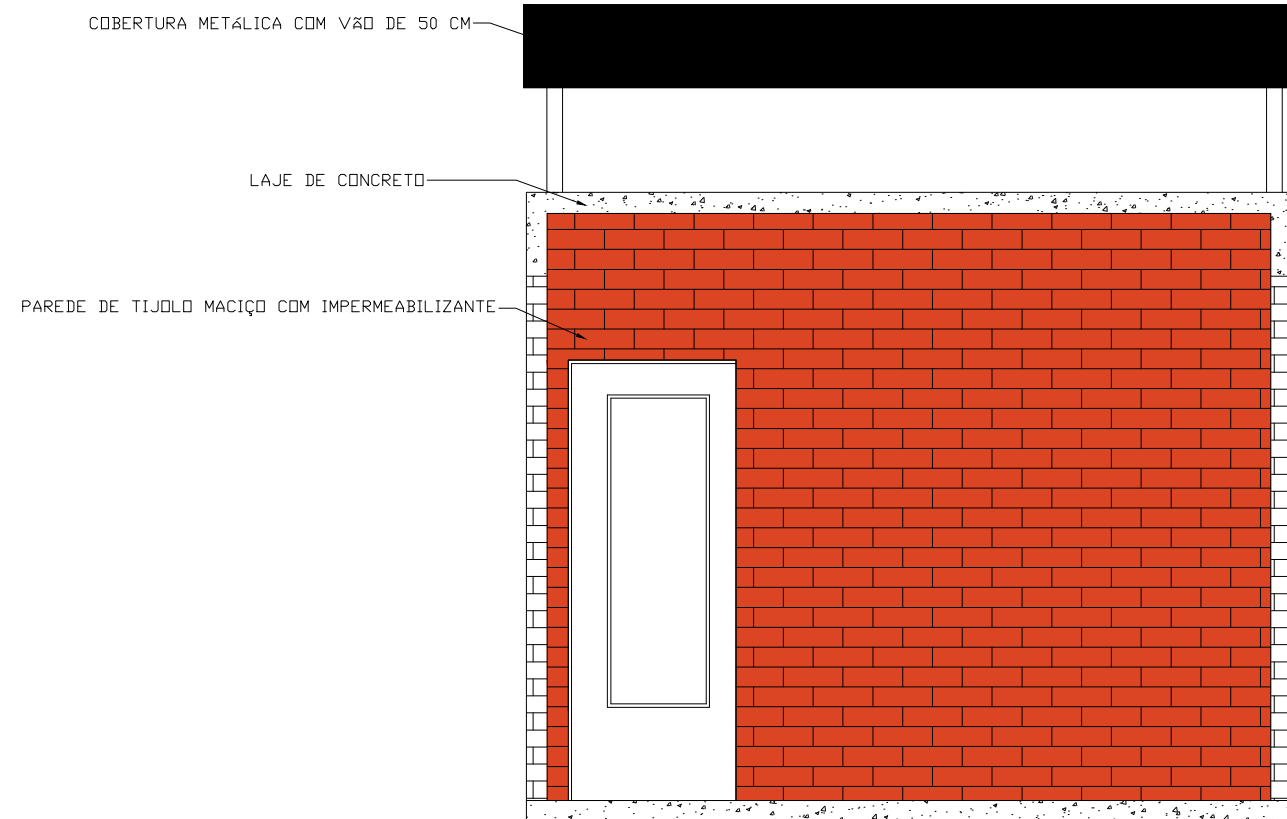 COBERTURA METáLICA COM VãO DE 50 CM
LAJE DE CONCRETO
PAREDE DE TIJOLO MACIÇO COM IMPERMEABILIZANTE